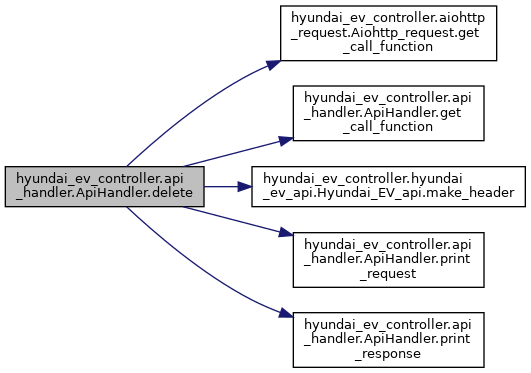 hyundai_ev_controller.aiohttp
_request.Aiohttp_request.get
_call_function
hyundai_ev_controller.api
_handler.ApiHandler.get
_call_function
hyundai_ev_controller.api
_handler.ApiHandler.delete
hyundai_ev_controller.hyundai
_ev_api.Hyundai_EV_api.make_header
hyundai_ev_controller.api
_handler.ApiHandler.print
_request
hyundai_ev_controller.api
_handler.ApiHandler.print
_response